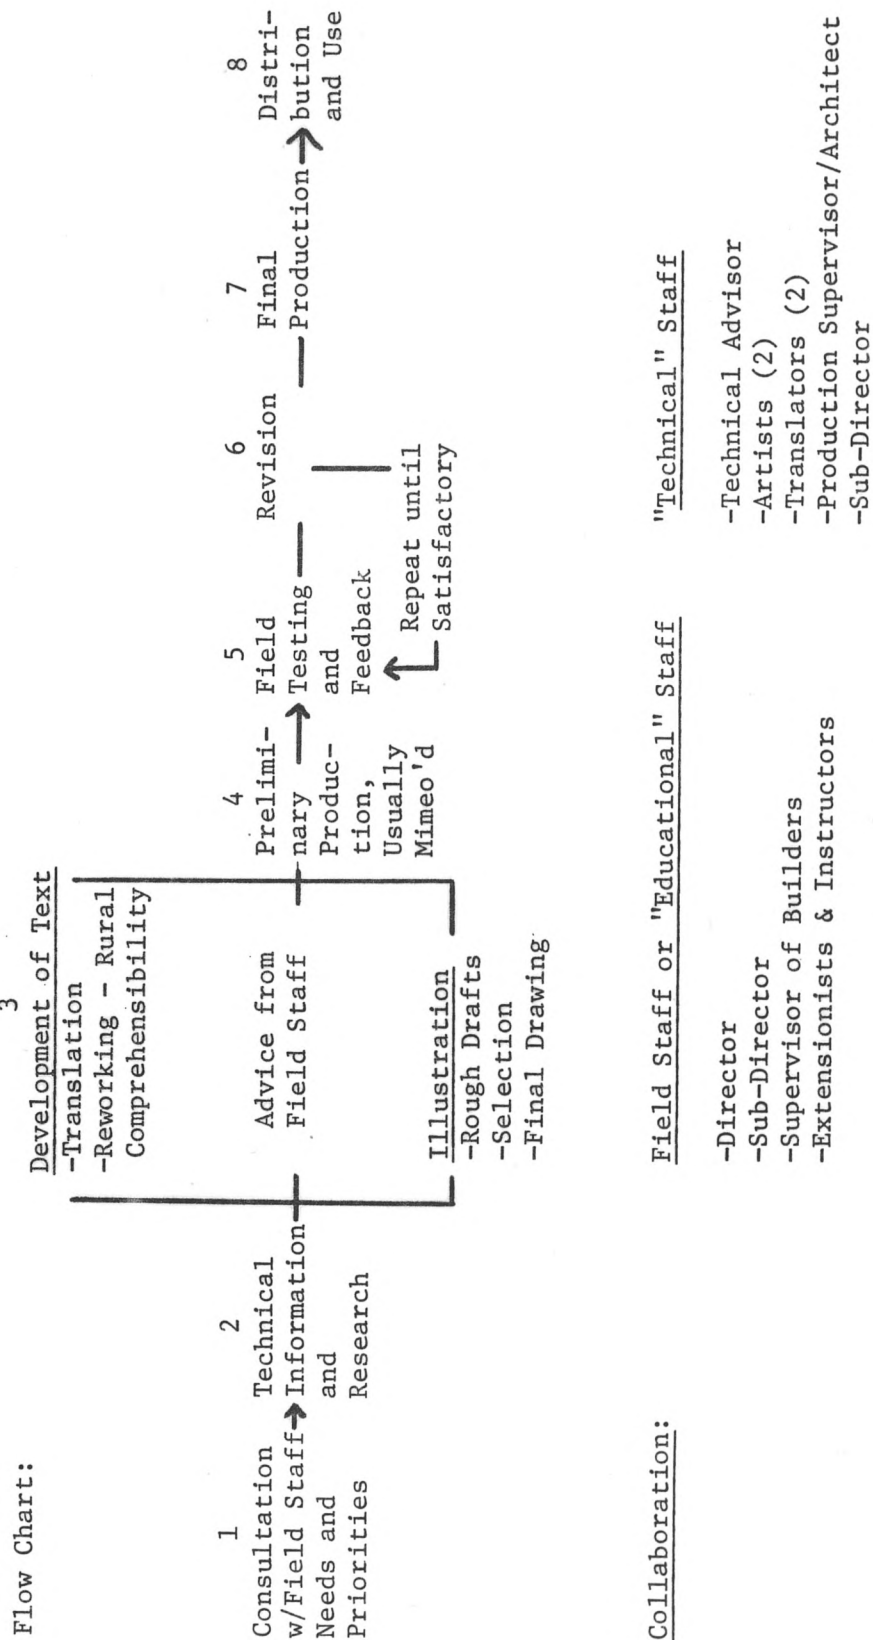 Flow Chart:
1
Consultation
w/Field Staff
Needs and
Priorities
2
Technical
Information
and
Research
3
Development of Text
-Translation
-Reworking - Rural
Comprehensibility
Advice from
Field Staff
Illustration
-Rough Drafts
-Selection
-Final Drawing
4
Prelimi-
nary
Produc-
tion,
Usually
Mimeo'd
5
Field
Testing
and
Feedback
6
Revision
Repeat until
Satisfactory
7
Final
Production
8
Distri-
bution
and Use
Collaboration:
Field Staff or "Educational" Staff
-Director
-Sub-Director
-Supervisor of Builders
-Extensionists & Instructors
"Technical" Staff
-Technical Advisor
-Artists (2)
-Translators (2)
-Production Supervisor/Architect
-Sub-Director